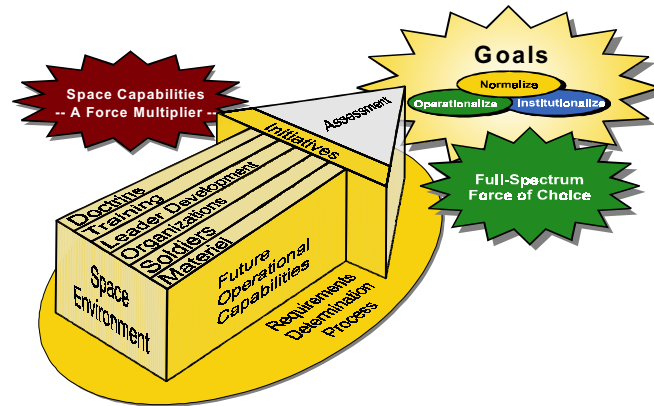 Goals
Normalize
Operationalize
Institutionalize
Space Capabilities
-- A Force Multiplier --
Assessment
Initiatives
Full-Spectrum
Force of Choice
Doctrine
Training
Leader Development
Organizations
Soldiers
Materiel
Space
Environment
Future
Operational
Capabilities
Requirements
Determination
Process